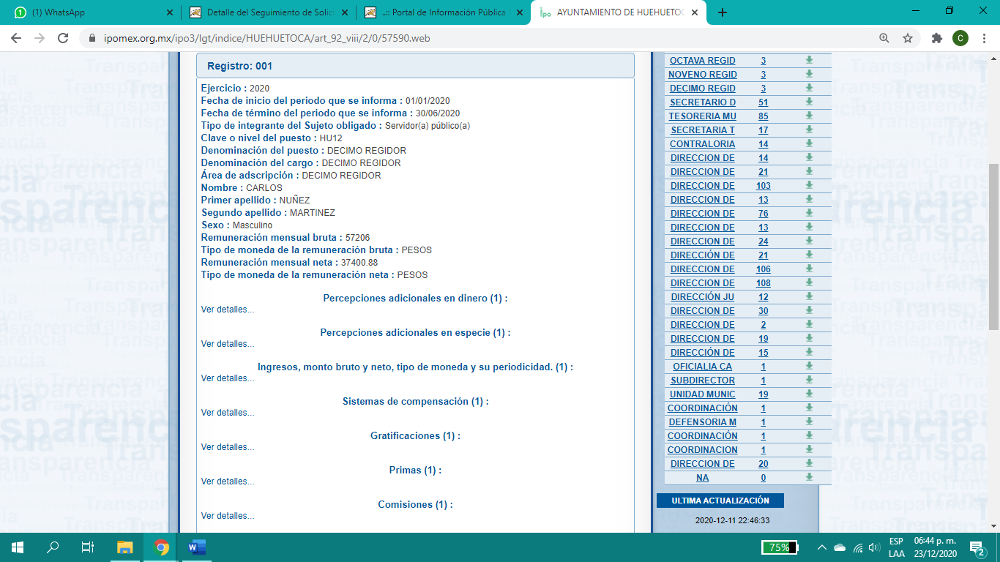 (1) WhatsApp
Detalle del Seguimiento de Solic
..:: Portal de Información Pública
ipo AYUNTAMIENTO DE HUEHUETOC
ipomex.org.mx/ipo3/lgt/indice/HUEHUETOCA/art_92_viii/2/0/57590.web
C
Registro: 001
Ejercicio : 2020
Fecha de inicio del periodo que se informa : 01/01/2020
Fecha de término del periodo que se informa : 30/06/2020
Tipo de integrante del Sujeto obligado : Servidor(a) público(a)
Clave o nivel del puesto : HU12
Denominación del puesto : DECIMO REGIDOR
Denominación del cargo : DECIMO REGIDOR
Área de adscripción : DECIMO REGIDOR
Nombre : CARLOS
Primer apellido : NUÑEZ
Segundo apellido : MARTINEZ
Sexo : Masculino
Remuneración mensual bruta : 57206
Tipo de moneda de la remuneración bruta : PESOS
Remuneración mensual neta : 37400.88
Tipo de moneda de la remuneración neta : PESOS
Percepciones adicionales en dinero (1) :
Ver detalles...
Percepciones adicionales en especie (1) :
Ver detalles...
Ingresos, monto bruto y neto, tipo de moneda y su periodicidad. (1) :
Ver detalles...
Sistemas de compensación (1) :
Ver detalles...
Gratificaciones (1) :
Ver detalles...
Primas (1) :
Ver detalles...
Comisiones (1) :
Ver detalles...
OCTAVA REGID 3
NOVENO REGID 3
DECIMO REGID 3
SECRETARIO D 51
TESORERIA MU 85
SECRETARIA T 17
CONTRALORIA 14
DIRECCION DE 14
DIRECCION DE 21
DIRECCION DE 103
DIRECCION DE 13
DIRECCION DE 76
DIRECCION DE 13
DIRECCION DE 24
DIRECCIÓN DE 21
DIRECCION DE 106
DIRECCION DE 108
DIRECCIÓN JU 12
DIRECCION DE 30
DIRECCION DE 2
DIRECCION DE 19
DIRECCIÓN DE 15
OFICIALIA CA 1
SUBDIRECTOR 1
UNIDAD MUNIC 19
COORDINACIÓN 1
DEFENSORIA M 1
COORDINACIÓN 1
COORDINACION 1
DIRECCION DE 20
NA 0
ULTIMA ACTUALIZACIÓN
2020-12-11 22:46:33
75%
ESP
LAA
06:44 p. m.
23/12/2020
2